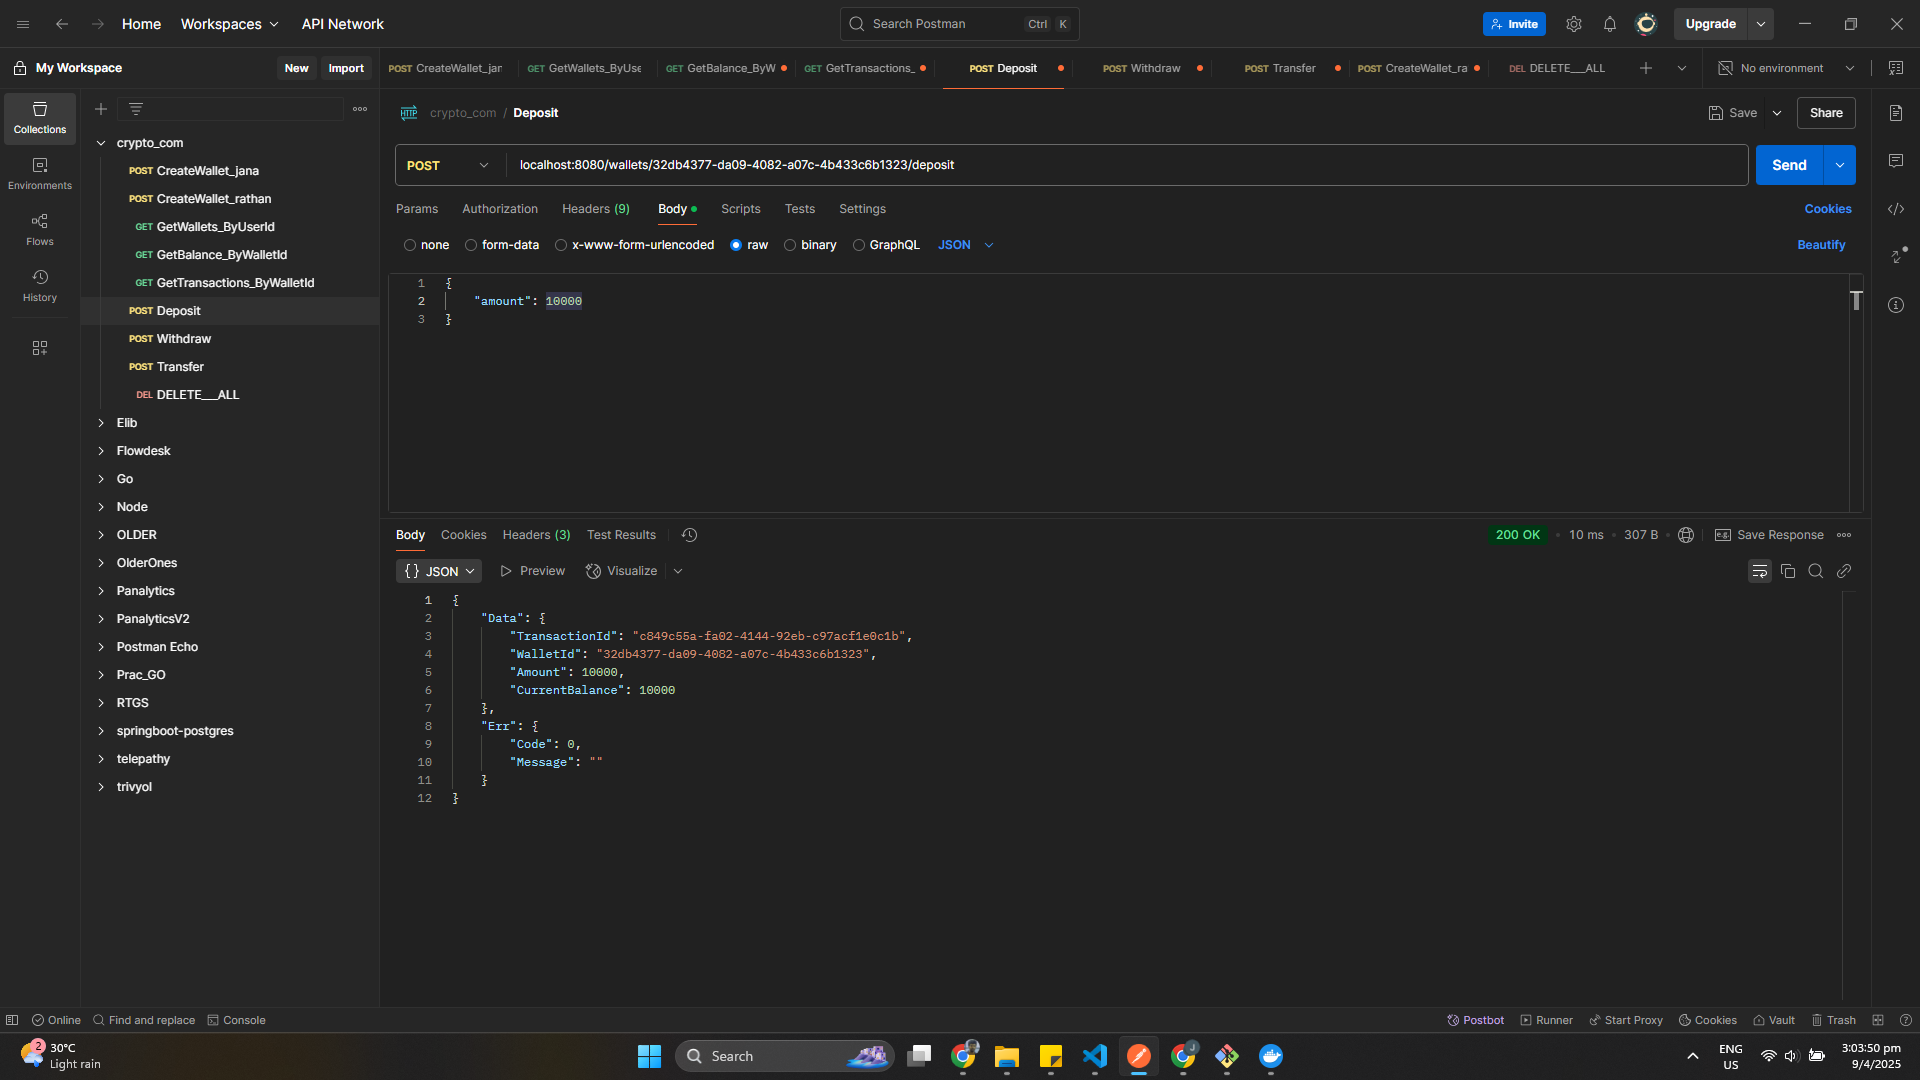 Home
Workspaces
API Network
Search Postman
Ctrl
K
Invite
Upgrade
My Workspace
New
Import
POST CreateWallet_jar
GET GetWallets_ByUse
GET GetBalance_ByW
GET GetTransactions_
POST Deposit
POST Withdraw
POST Transfer
POST CreateWallet_ra
DEL DELETE___ALL
No environment
Collections
Environments
Flows
History
crypto_com
POST CreateWallet_jana
POST CreateWallet_rathan
GET GetWallets_ByUserId
GET GetBalance_ByWalletId
GET GetTransactions_ByWalletId
POST Deposit
POST Withdraw
POST Transfer
DEL DELETE___ALL
Elib
Flowdesk
Go
Node
OLDER
OlderOnes
Panalytics
PanalyticsV2
Postman Echo
Prac_GO
RTGS
springboot-postgres
telepathy
trivyol
HTTP
crypto_com / Deposit
Save
Share
POST
localhost:8080/wallets/32db4377-da09-4082-a07c-4b433c6b1323/deposit
Send
Params
Authorization
Headers (9)
Body
Scripts
Tests
Settings
Cookies
none
form-data
x-www-form-urlencoded
raw
binary
GraphQL
JSON
Beautify
1 {
2 "amount": 10000
3 }
Body
Cookies
Headers (3)
Test Results
200 OK
10 ms
307 B
e.g.
Save Response
{} JSON
Preview
Visualize
1 {
2 "Data": {
3 "TransactionId": "c849c55a-fa02-4144-92eb-c97acf1e0c1b",
4 "WalletId": "32db4377-da09-4082-a07c-4b433c6b1323",
5 "Amount": 10000,
6 "CurrentBalance": 10000
7 },
8 "Err": {
9 "Code": 0,
10 "Message": ""
11 }
12 }
Online
Find and replace
Console
Postbot
Runner
Start Proxy
Cookies
Vault
Trash
2
30°C
Light rain
Search
J
ENG
US
3:03:50 pm
9/4/2025